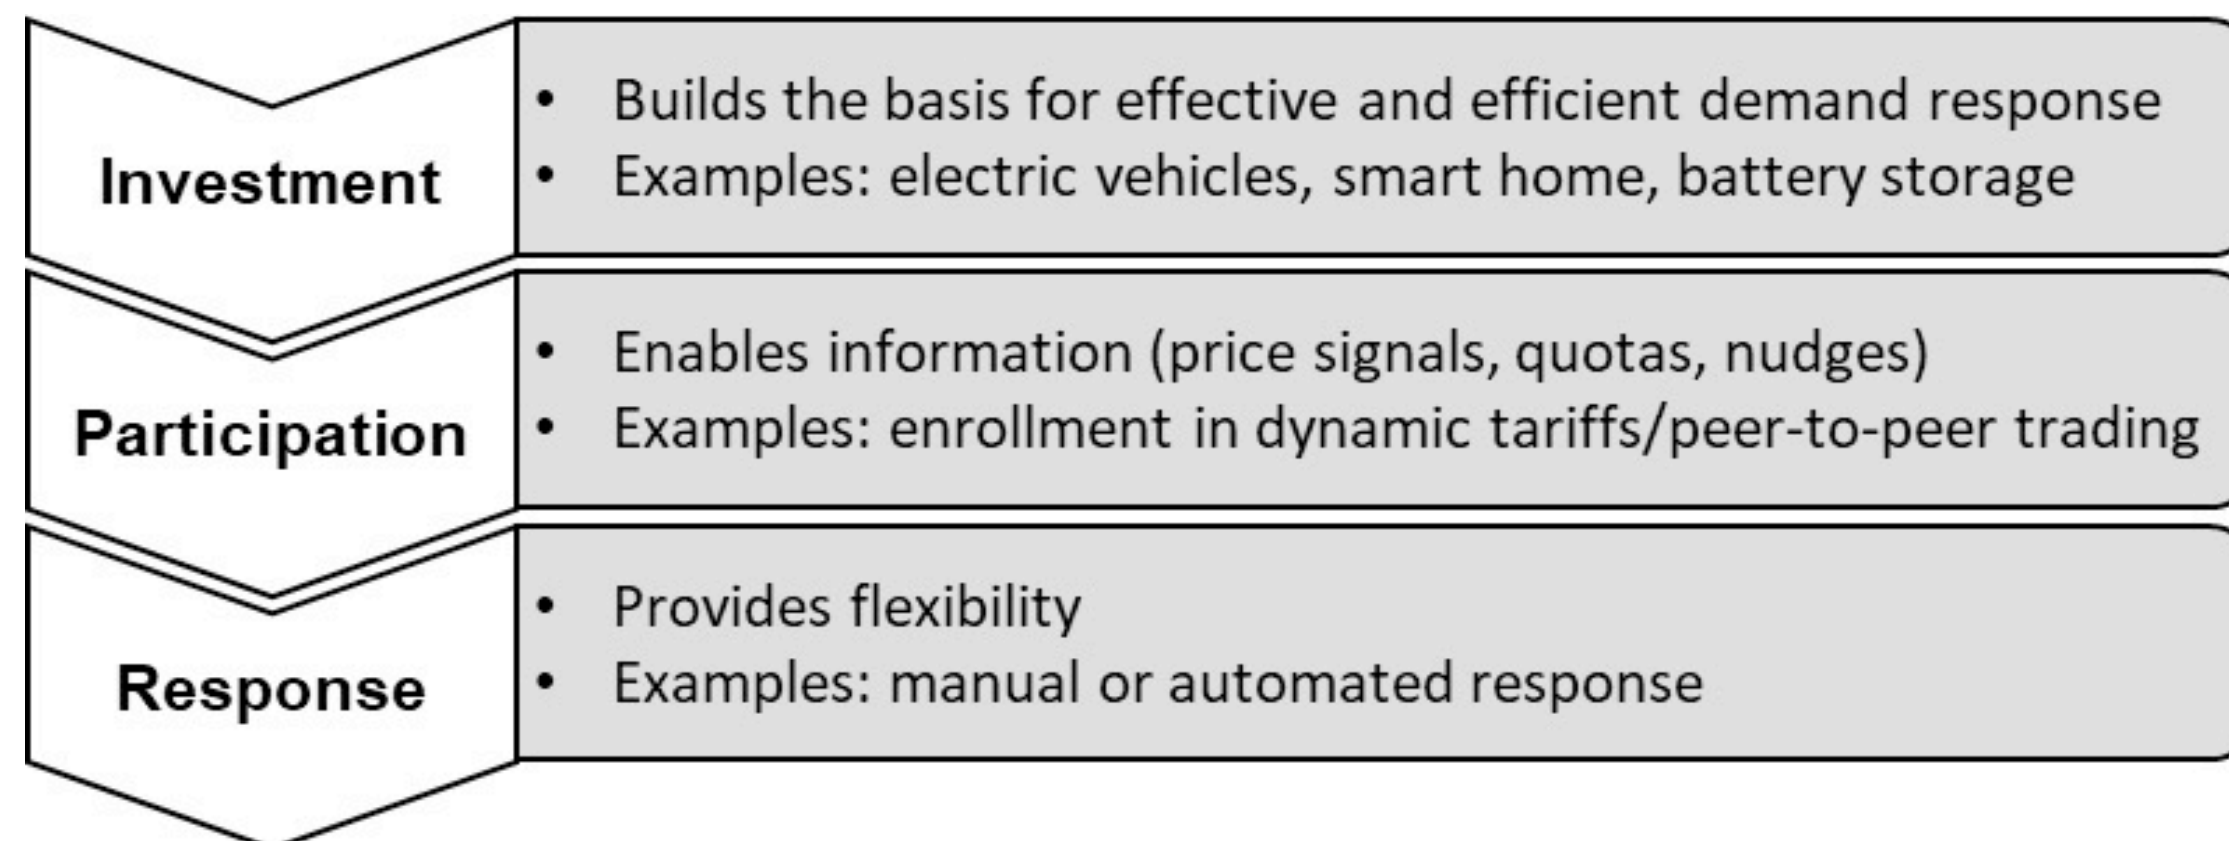 Investment
• Builds the basis for effective and efficient demand response
• Examples: electric vehicles, smart home, battery storage
Participation
• Enables information (price signals, quotas, nudges)
• Examples: enrollment in dynamic tariffs/peer-to-peer trading
Response
• Provides flexibility
• Examples: manual or automated response